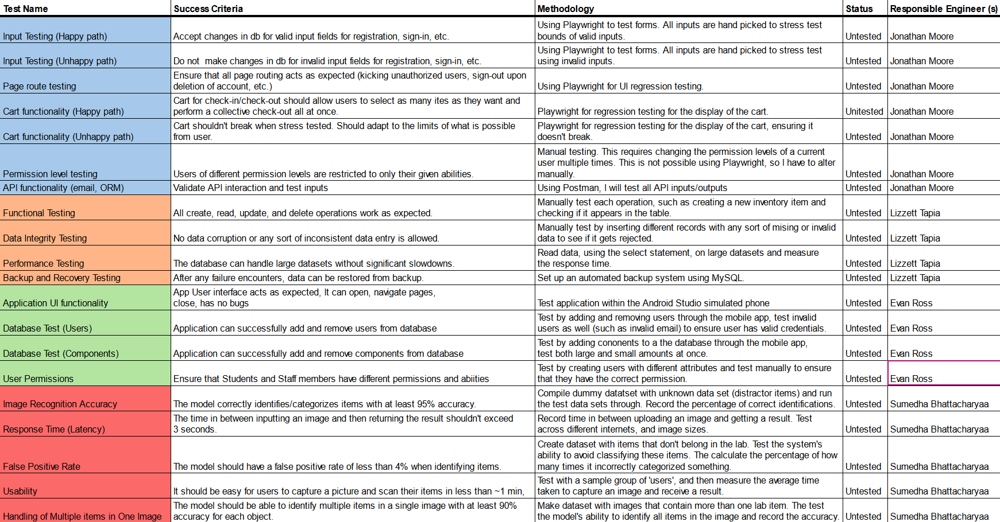 Test Name Success Criteria Methodology Status Responsible Engineer (s)
Using Playwright to test forms. All inputs are hand picked to stress test
Input Testing (Happy path) Accept changes in db for valid input fields for registration, sign-in, etc. bounds of valid inputs. Untested Jonathan Moore
Using Playwright to test forms. All inputs are hand picked to stress test
Input Testing (Unhappy path) Do not  make changes in db for invalid input fields for registration, sign-in, etc. using invalid inputs. Untested Jonathan Moore
Ensure that all page routing acts as expected (kicking unauthorized users, sign-out upon
Page route testing deletion of account, etc.) Using Playwright for UI regression testing. Untested Jonathan Moore
Cart for check-in/check-out should allow users to select as many ites as they want and
Cart functionality (Happy path) perform a collective check-out all at once. Playwright for regression testing for the display of the cart. Unitested Jonathan Moore
Cart shouldn't break when stress tested. Should adapt to the limits of what is possible Playwright for regression testing for the display of the cart, ensuring it
Cart functionality (Unhappy path) from user. doesn't break. Untested Jonathan Moore
Manual testing. This requires changing the permission levels of a current
user multiple times. This is not possible using Playwright, so I have to alter
Permission level testing Users of different permission levels are restricted to only their given abilities. manually. Untested Jonathan Moore
API functionality (email, ORM) Validate API interaction and test inputs Using Postman, I will test all API inputs/outputs Untested Jonathan Moore
Manually test each operation, such as creating a new inventory item and
Functional Testing All create, read, update, and delete operations work as expected. checking if it appears in the table. Untested Lizzett Tapia
Manually test by inserting different records with any sort of mising or invalid
Data Integrity Testing No data corruption or any sort of inconsistent data entry is allowed. data to see if it gets rejected. Untested Lizzett Tapia
Read data, using the select statement, on large datasets and measure
Performance Testing The database can handle large datasets without significant slowdowns. the response time. Untested Lizzett Tapia
Backup and Recovery Testing After any failure encounters, data can be restored from backup. Set up an automated backup system using MySQL. Untested Lizzett Tapia
App User interface acts as expected, It can open, navigate pages,
Application UI functionality close, has no bugs Test application within the Android Studio simulated phone Untested Evan Ross
Test by adding and removing users through the mobile app, test invalid
Database Test (Users) Application can successfully add and remove users from database users as well (such as invalid email) to ensure user has valid credentials. Untested Evan Ross
Test by adding cononents to a the database through the mobile app,
Database Test (Components) Application can successfully add and remove components from database test both large and small amounts at once. Untested Evan Ross
Test by creating users with different attributes and test manually to ensure
User Permissions Ensure that Students and Staff members have different permissions and abiities that they have the correct permission. Untested Evan Ross
Compile dummy datatset with unknown data set (distractor items) and run
Image Recognition Accuracy The model correctly identifies/categorizes items with at least 95% accuracy. the test data sets through. Record the percentage of correct identifications. Untested Sumedha Bhattacharyaa
The time in between inputting an image and then returning the result shouldn't exceed Record time in between uploading an image and getting a result. Test
Response Time (Latency) 3 seconds. across different internets, and image sizes. Untested Sumedha Bhattacharyaa
Create dataset with items that don't belong in the lab. Test the system's
ability to avoid classifying these items. The calculate the percentage of how
False Positive Rate The model should have a false positive rate of less than 4% when identifying items. many times it incorrectly categorized something. Untested Sumedha Bhattacharyaa
Test with a sample group of 'users', and then measure the average time
Usability It should be easy for users to capture a picture and scan their items in less than ~1 min, taken to capture an image and receive a result. Untested Sumedha Bhattacharyaa
The model should be able to identify multiple items in a single image with at least 90% Make dataset with images that contain more than one lab item. The test
Handling of Multiple items in One Image accuracy for each object. the model's ability to identify all items in the image and record the accuracy. Untested Sumedha Bhattacharyaa